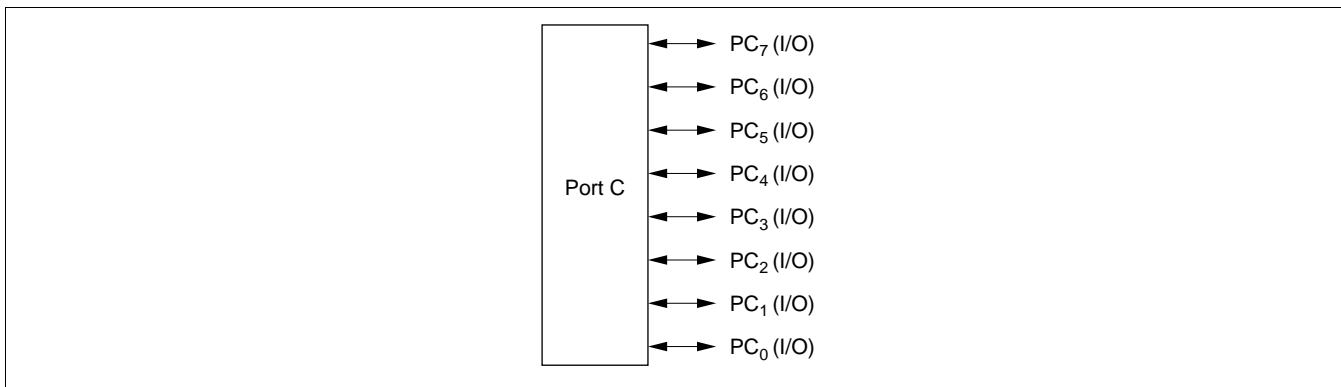 PC7 (I/O)
PC6 (I/O)
PC5 (I/O)
PC4 (I/O)
Port C
PC3 (I/O)
PC2 (I/O)
PC1 (I/O)
PC0 (I/O)